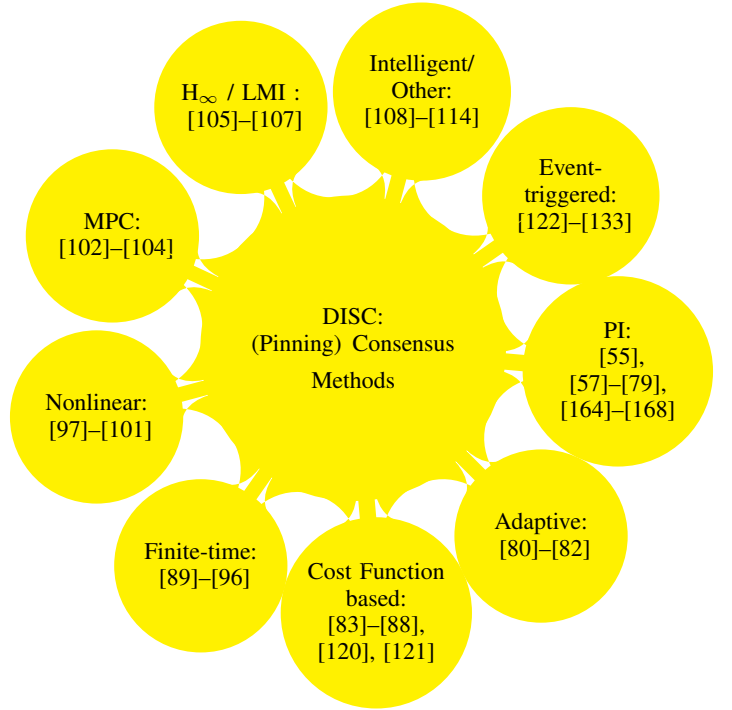 Intelligent/
Other:
[108]–[114]
H∞ / LMI :
[105]–[107]
Event-
triggered:
[122]–[133]
MPC:
[102]–[104]
DISC:
(Pinning) Consensus
Methods
PI:
[55],
[57]–[79],
[164]–[168]
Nonlinear:
[97]–[101]
Adaptive:
[80]–[82]
Finite-time:
[89]–[96]
Cost Function
based:
[83]–[88],
[120], [121]